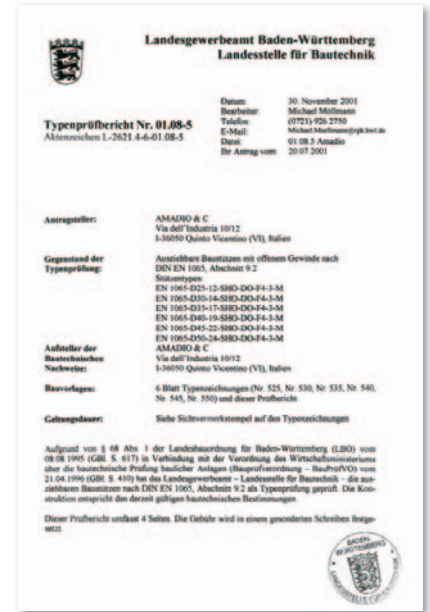 Landesgewerbeamt Baden-Württemberg
Landesstelle für Bautechnik
Datum: 30. November 2001
Bearbeiter: Michael Möllmann
Telefon: (0721) 926 2750
E-Mail: Michael.Moellmann@rpk.bwl.de
Datei: 01.08.5 Amadio
Ihr Antrag vom: 20.07.2001
Typenprüfbericht Nr. 01.08-5
Aktenzeichen L-2621.4-6-01.08-5
Antragsteller: AMADIO & C
Via dell'Industria 10/12
I-36050 Quinto Vicentino (VI), Italien
Gegenstand der Typenprüfung: Ausziehbare Baustützen mit offenem Gewinde nach
DIN EN 1065, Abschnitt 9.2
Stützentypen:
EN 1065-D25-12-SHO-DO-F4-3-M
EN 1065-D30-14-SHO-DO-F4-3-M
EN 1065-D35-17-SHO-DO-F4-3-M
EN 1065-D40-19-SHO-DO-F4-3-M
EN 1065-D45-22-SHO-DO-F4-3-M
EN 1065-D50-24-SHO-DO-F4-3-M
Aufsteller der Bautechnischen Nachweise: AMADIO & C
Via dell'Industria 10/12
I-36050 Quinto Vicentino (VI), Italien
Bauvorlagen: 6 Blatt Typenzeichnungen (Nr. 525, Nr. 530, Nr. 535, Nr. 540,
Nr. 545, Nr. 550) und dieser Prüfbericht
Geltungsdauer: Siehe Sichtvermerkstempel auf den Typenzeichnungen
Aufgrund von § 68 Abs. 1 der Landesbauordnung für Baden-Württemberg (LBO) vom
08.08.1995 (GBl. S. 617) in Verbindung mit der Verordnung des Wirtschaftsministeriums
über die bautechnische Prüfung baulicher Anlagen (Bauprüfverordnung – BauPrüfVO) vom
21.04.1996 (GBl. S. 410) hat das Landesgewerbeamt – Landesstelle für Bautechnik – die aus-
ziehbaren Baustützen nach DIN EN 1065, Abschnitt 9.2 als Typenprüfung geprüft. Die Kon-
struktion entspricht den derzeit gültigen bautechnischen Bestimmungen.
Dieser Prüfbericht umfasst 4 Seiten. Die Gebühr wird in einem gesonderten Schreiben festge-
setzt.
BADEN-
WÜRTTEMBERG
LANDESSTELLE FÜR BAUTECHNIK